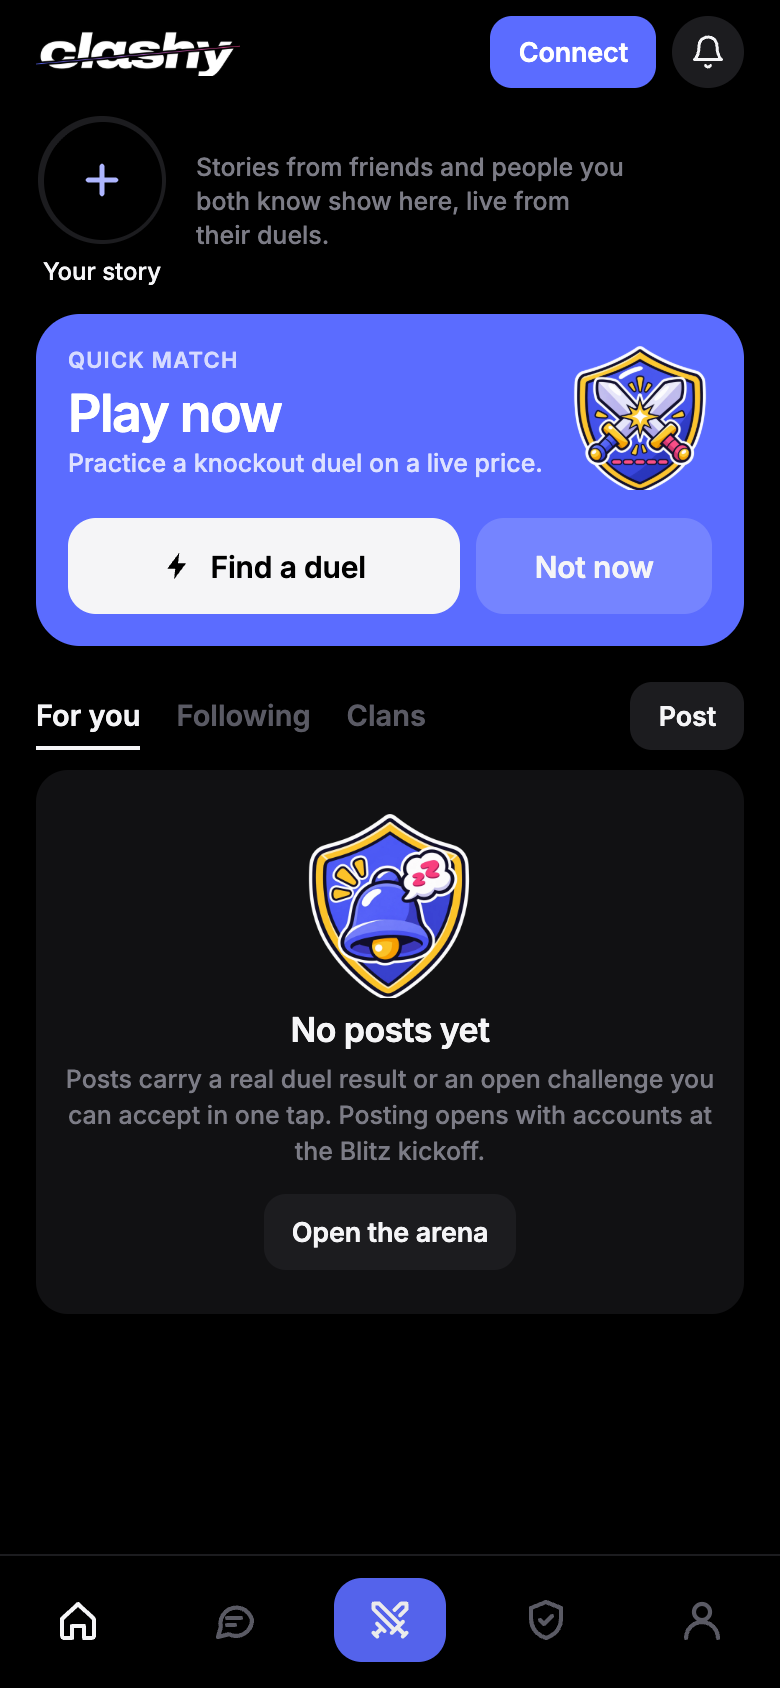 clashy
Connect
Stories from friends and people you
both know show here, live from
their duels.
Your story
QUICK MATCH
Play now
Practice a knockout duel on a live price.
Find a duel
Not now
For you
Following
Clans
Post
zz
No posts yet
Posts carry a real duel result or an open challenge you
can accept in one tap. Posting opens with accounts at
the Blitz kickoff.
Open the arena